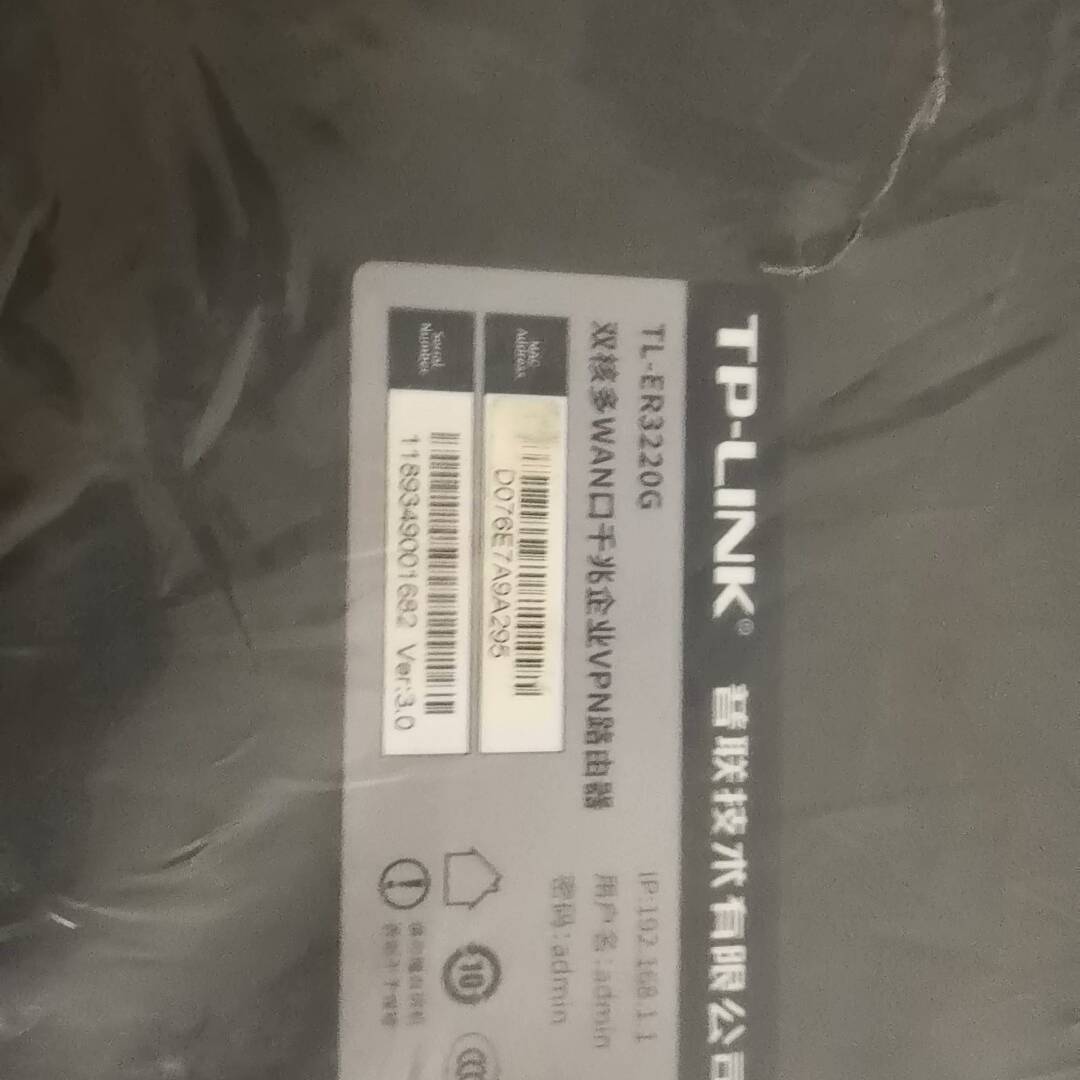 TP-LINK® 普联技术有限公司
TL-ER3220G
双核多WAN口千兆企业VPN路由器
IP:192.168.1.1
用户名:admin
密码:admin
MAC Address
D076E7A9A295
Serial Number
1189349001682 Ver:3.0
10